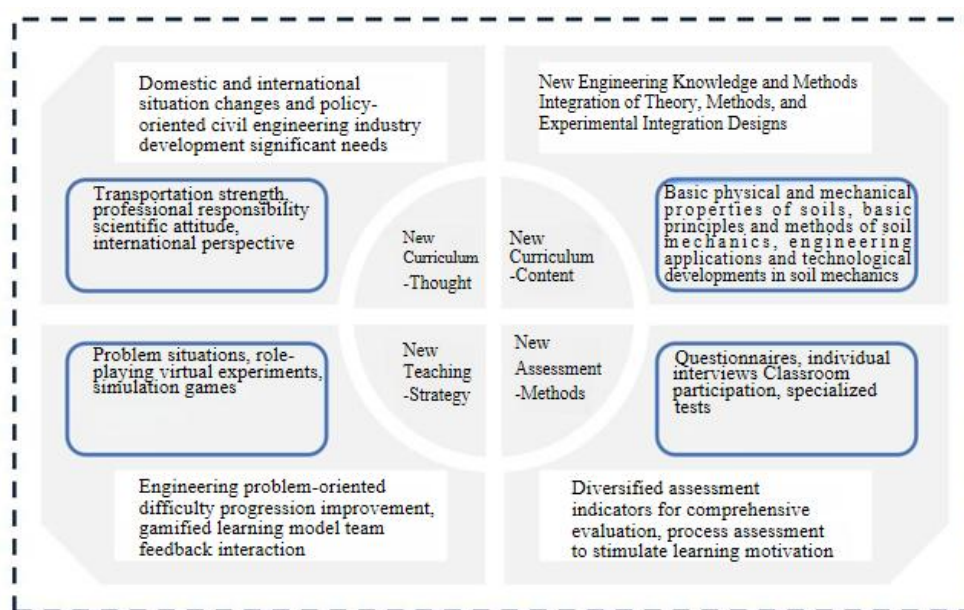 Domestic and international
situation changes and policy-
oriented civil engineering industry
development significant needs
New Engineering Knowledge and Methods
Integration of Theory, Methods, and
Experimental Integration Designs
Transportation strength,
professional responsibility
scientific attitude,
international perspective
New
Curriculum
-Thought
New
Curriculum
-Content
Basic physical and mechanical
properties of soils, basic
principles and methods of soil
mechanics, engineering
applications and technological
developments in soil mechanics
Problem situations, role-
playing virtual experiments,
simulation games
New
Teaching
-Strategy
New
Assessment
-Methods
Questionnaires, individual
interviews Classroom
participation, specialized
tests
Engineering problem-oriented
difficulty progression improvement,
gamified learning model team
feedback interaction
Diversified assessment
indicators for comprehensive
evaluation, process assessment
to stimulate learning motivation